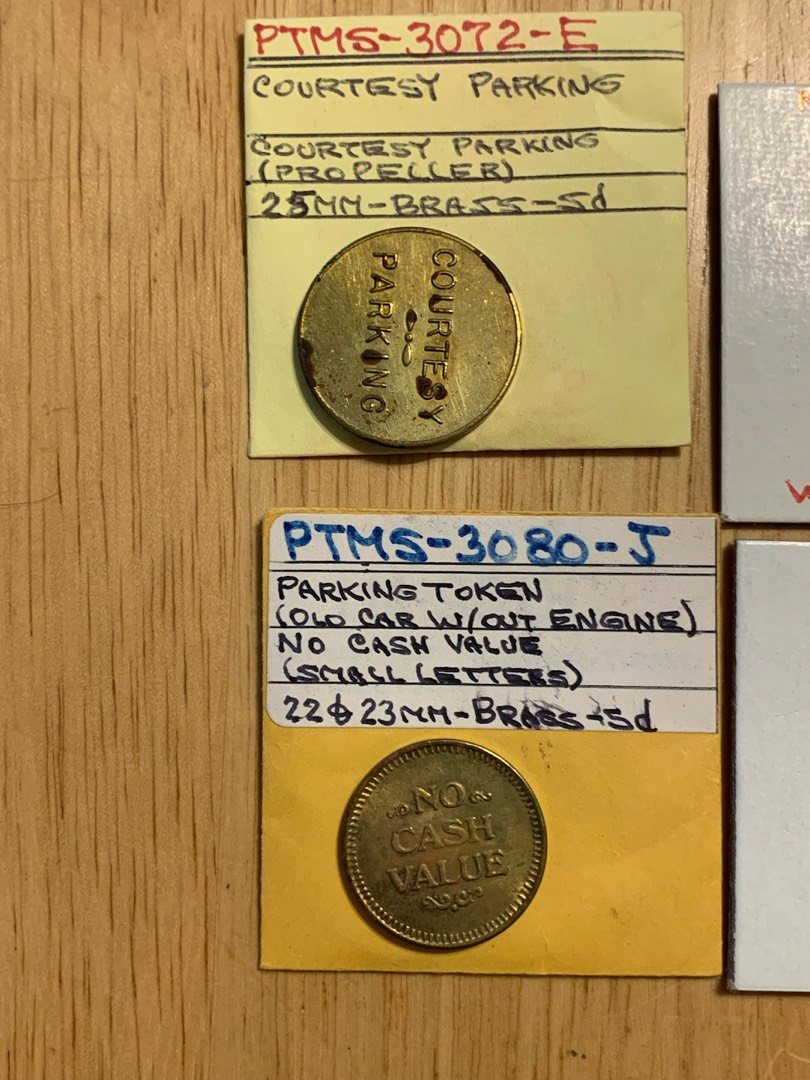 PTMS-3072-E
COURTESY PARKING
COURTESY PARKING
(PROPELLER)
25MM-BRASS-Sd
COURTESY
PARKING
PTMS-3080-J
PARKING TOKEN
(OLD CAR W/OUT ENGINE)
NO CASH VALUE
(SMALL LETTERS)
22&23MM-BRASS-Sd
NO
CASH
VALUE